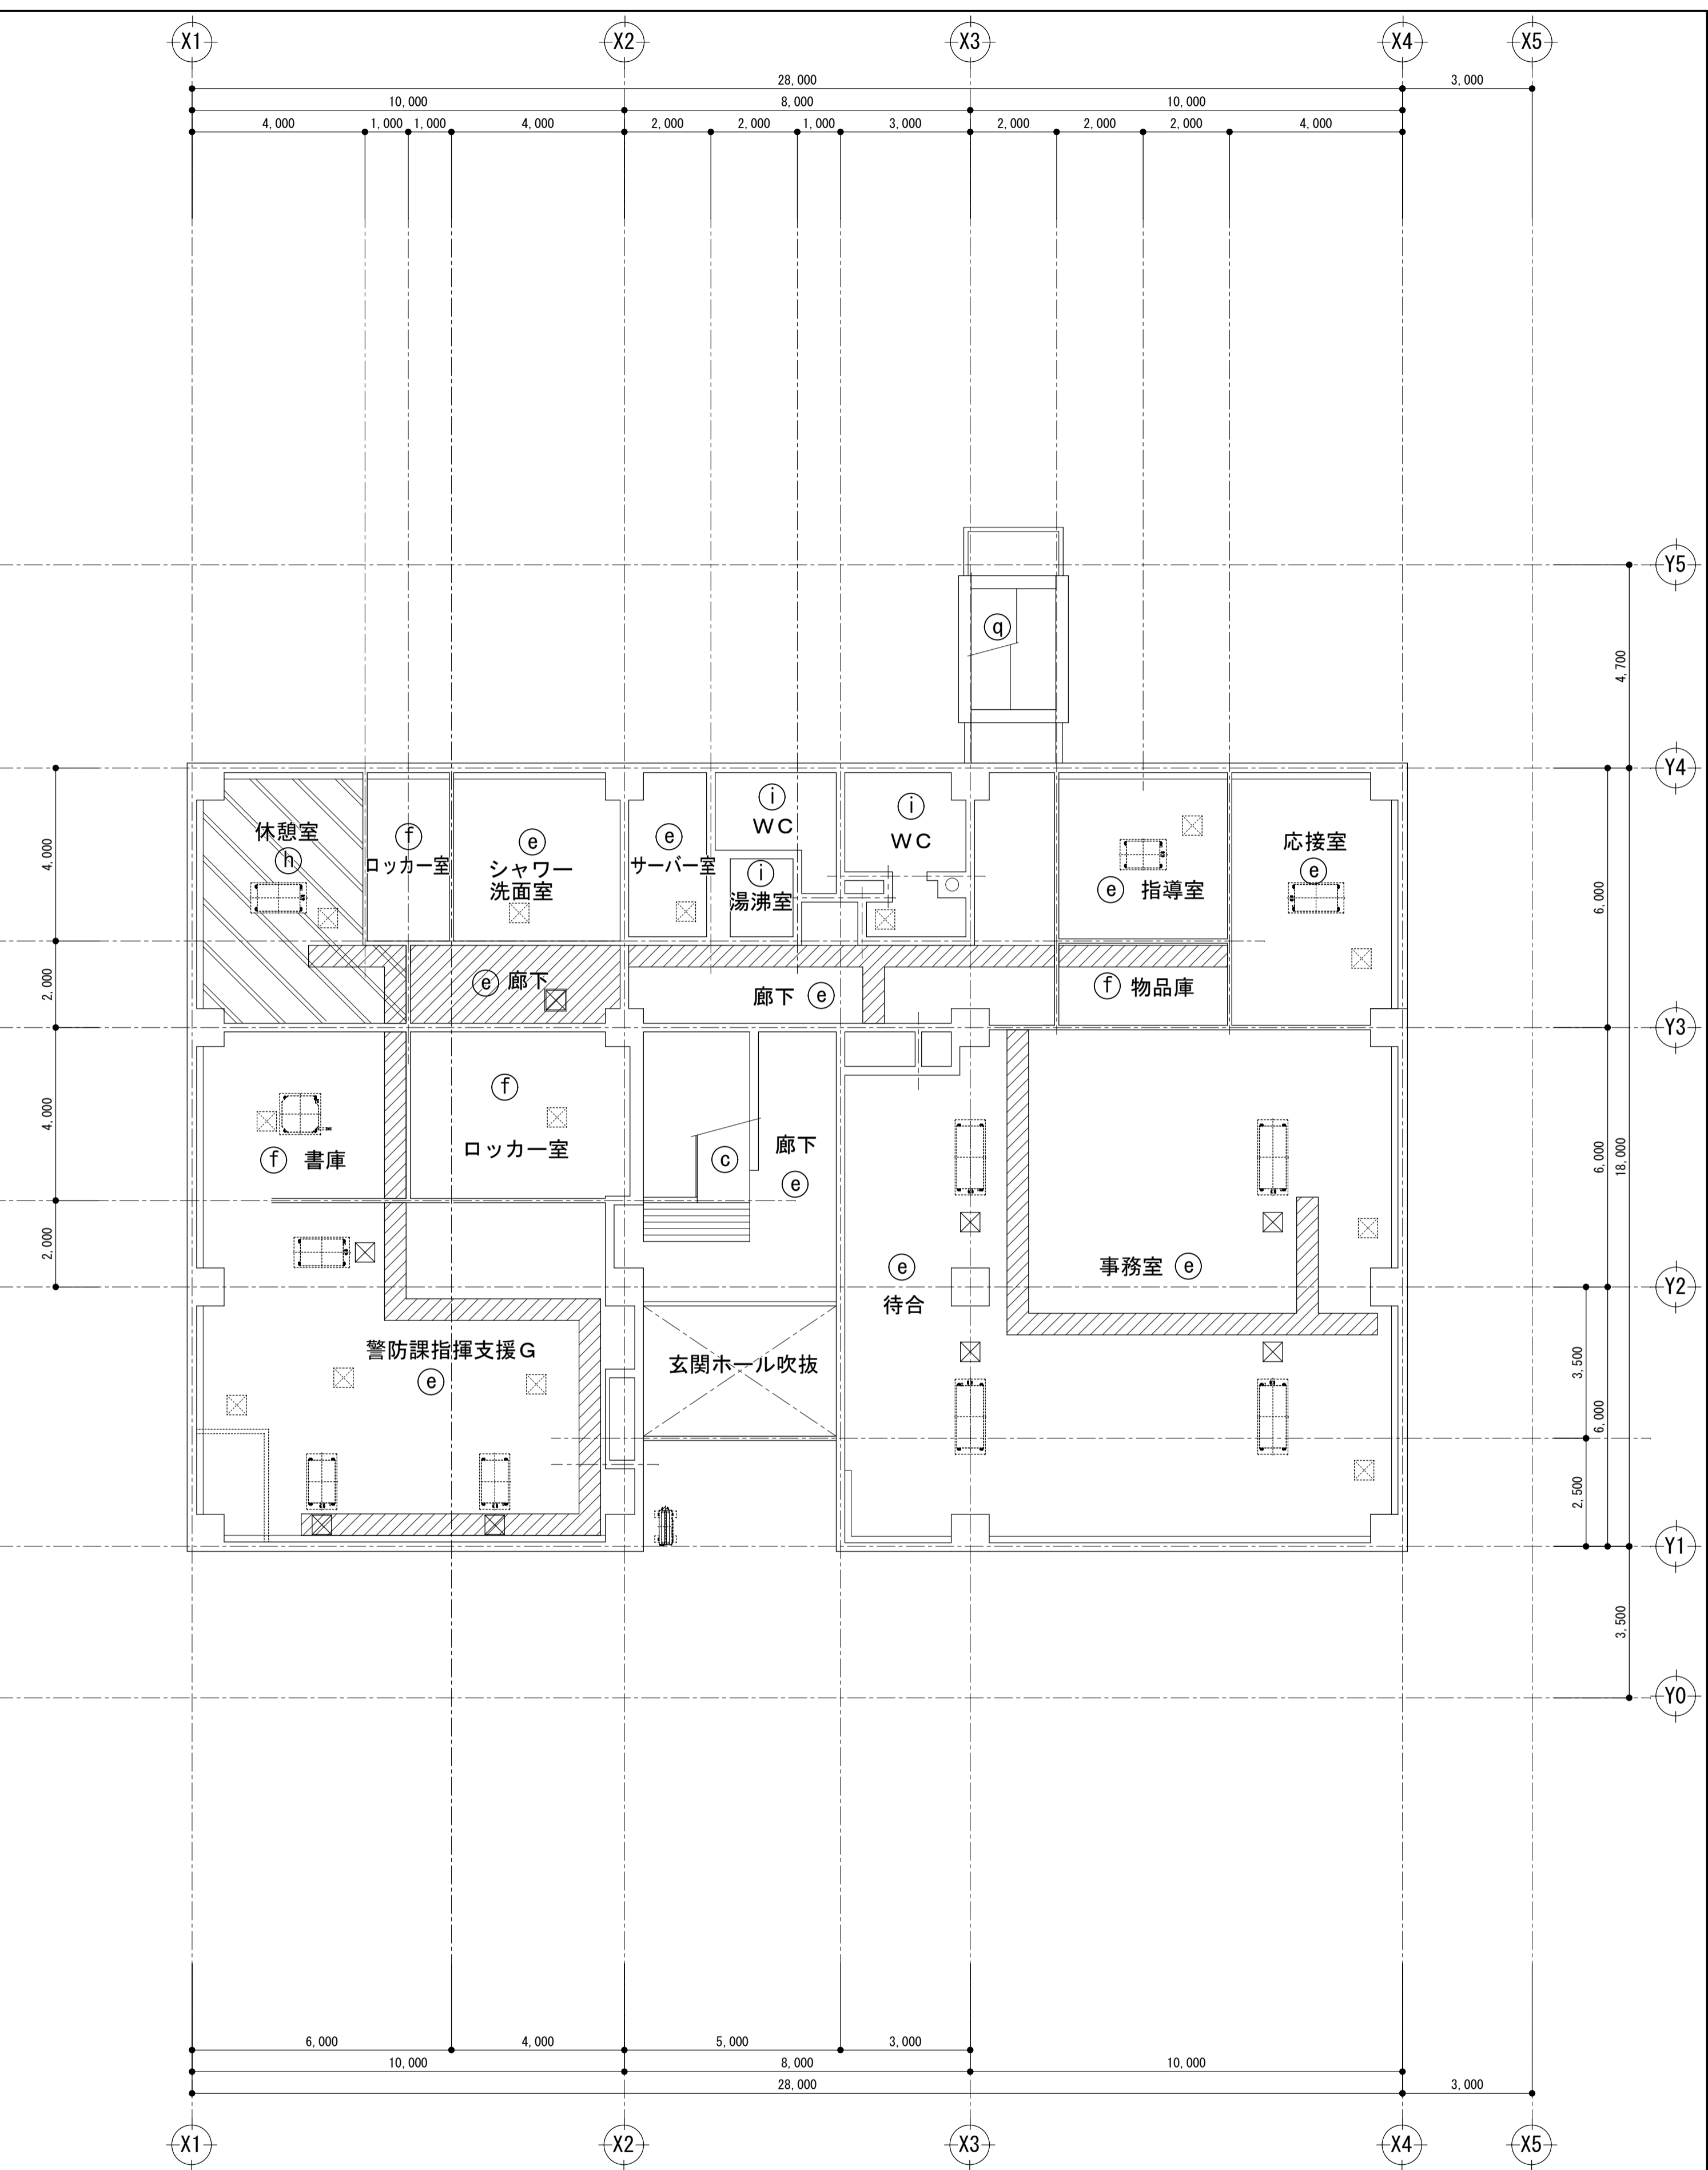 X1 X2 X3 X4 X5
28,000 3,000
10,000 8,000 10,000
4,000 1,000 1,000 4,000 2,000 2,000 1,000 3,000 2,000 2,000 2,000 4,000
Y5
q
4,700
Y4
休憩室
h
f
ロッカー室
e
シャワー
洗面室
e
サーバー室
i
WC
i
湯沸室
i
WC
e 指導室
応接室
e
4,000
6,000
e 廊下
廊下 e
f 物品庫
2,000
Y3
f
ロッカー室
f 書庫
c
廊下
e
4,000
6,000
18,000
2,000
e
待合
事務室 e
Y2
警防課指揮支援G
e
玄関ホール吹抜
3,500
6,000
2,500
Y1
3,500
Y0
6,000 4,000 5,000 3,000
10,000 8,000 10,000
28,000 3,000
X1 X2 X3 X4 X5